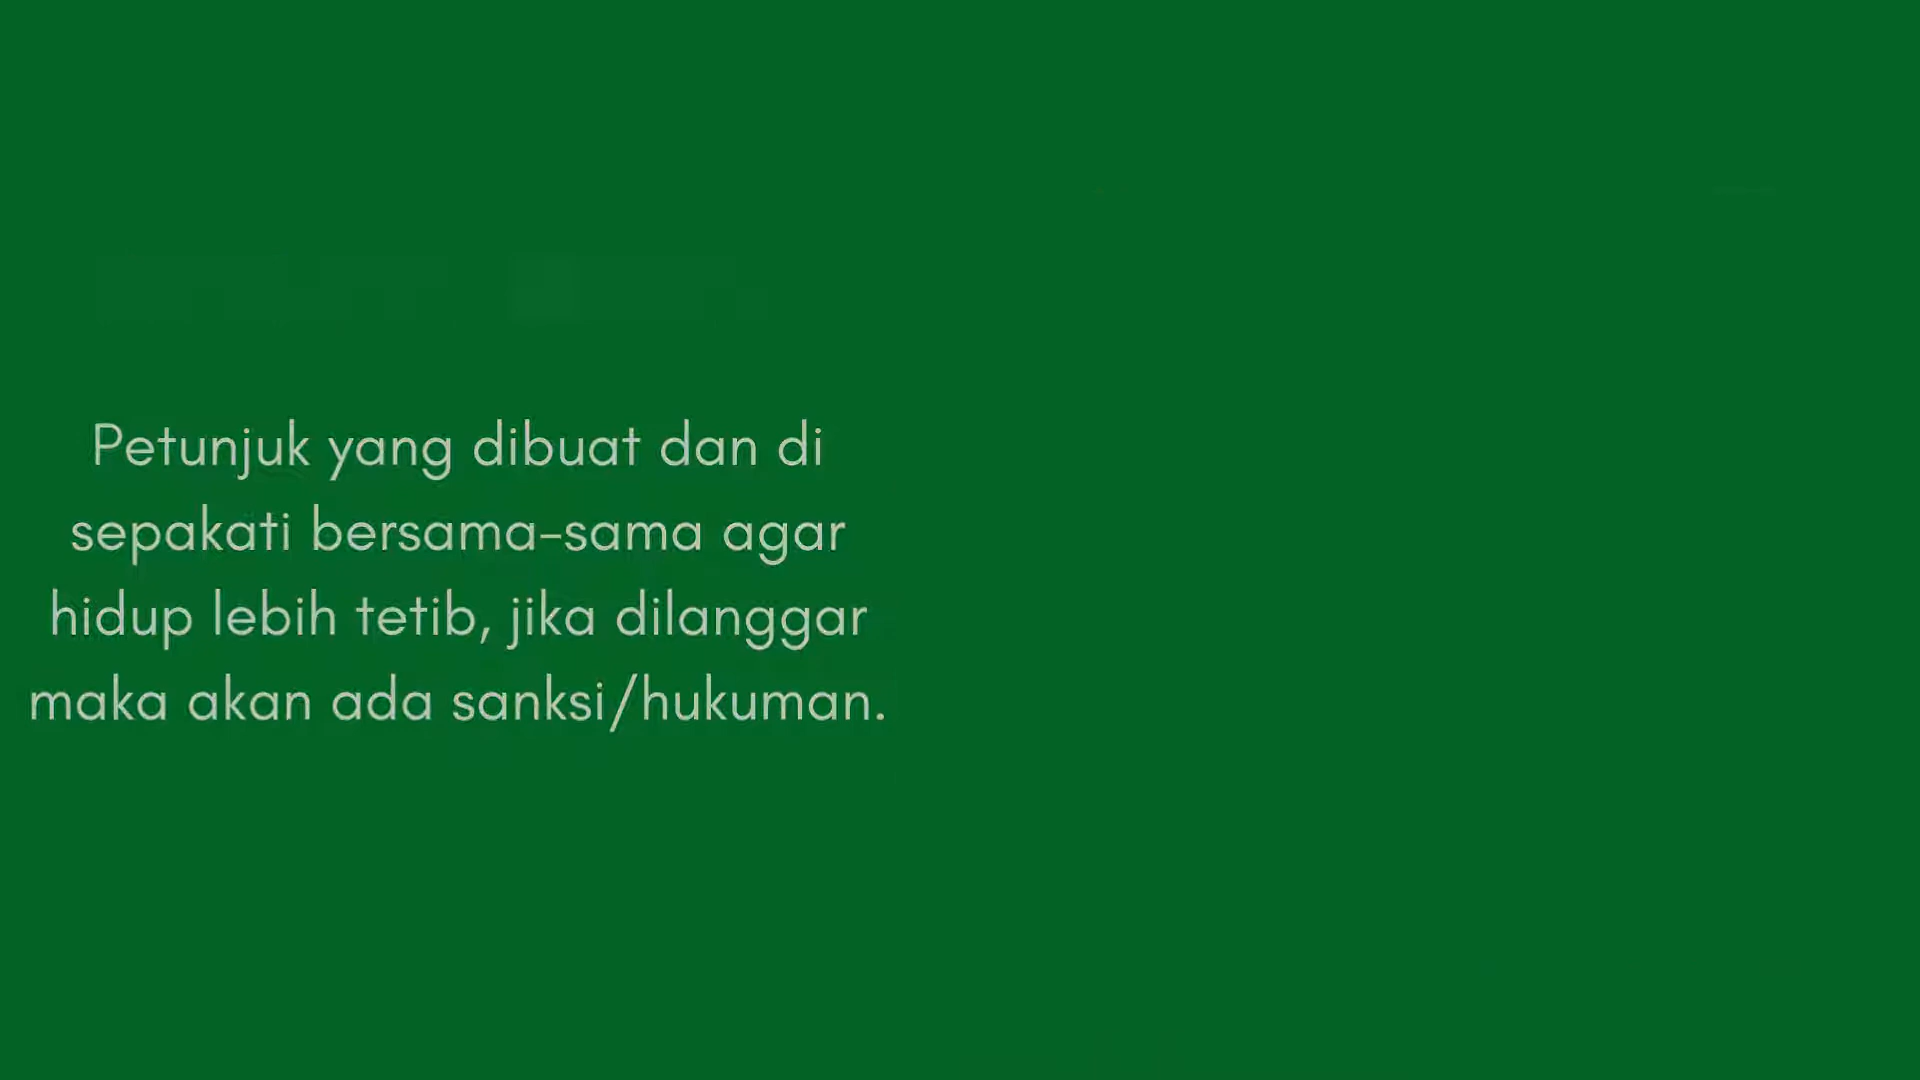 Petunjuk yang dibuat dan di
sepakati bersama-sama agar
hidup lebih tetib, jika dilanggar
maka akan ada sanksi/hukuman.